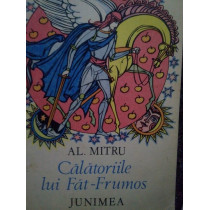 AL. MITRU
Călătoriile
lui Făt-Frumos
JUNIMEA